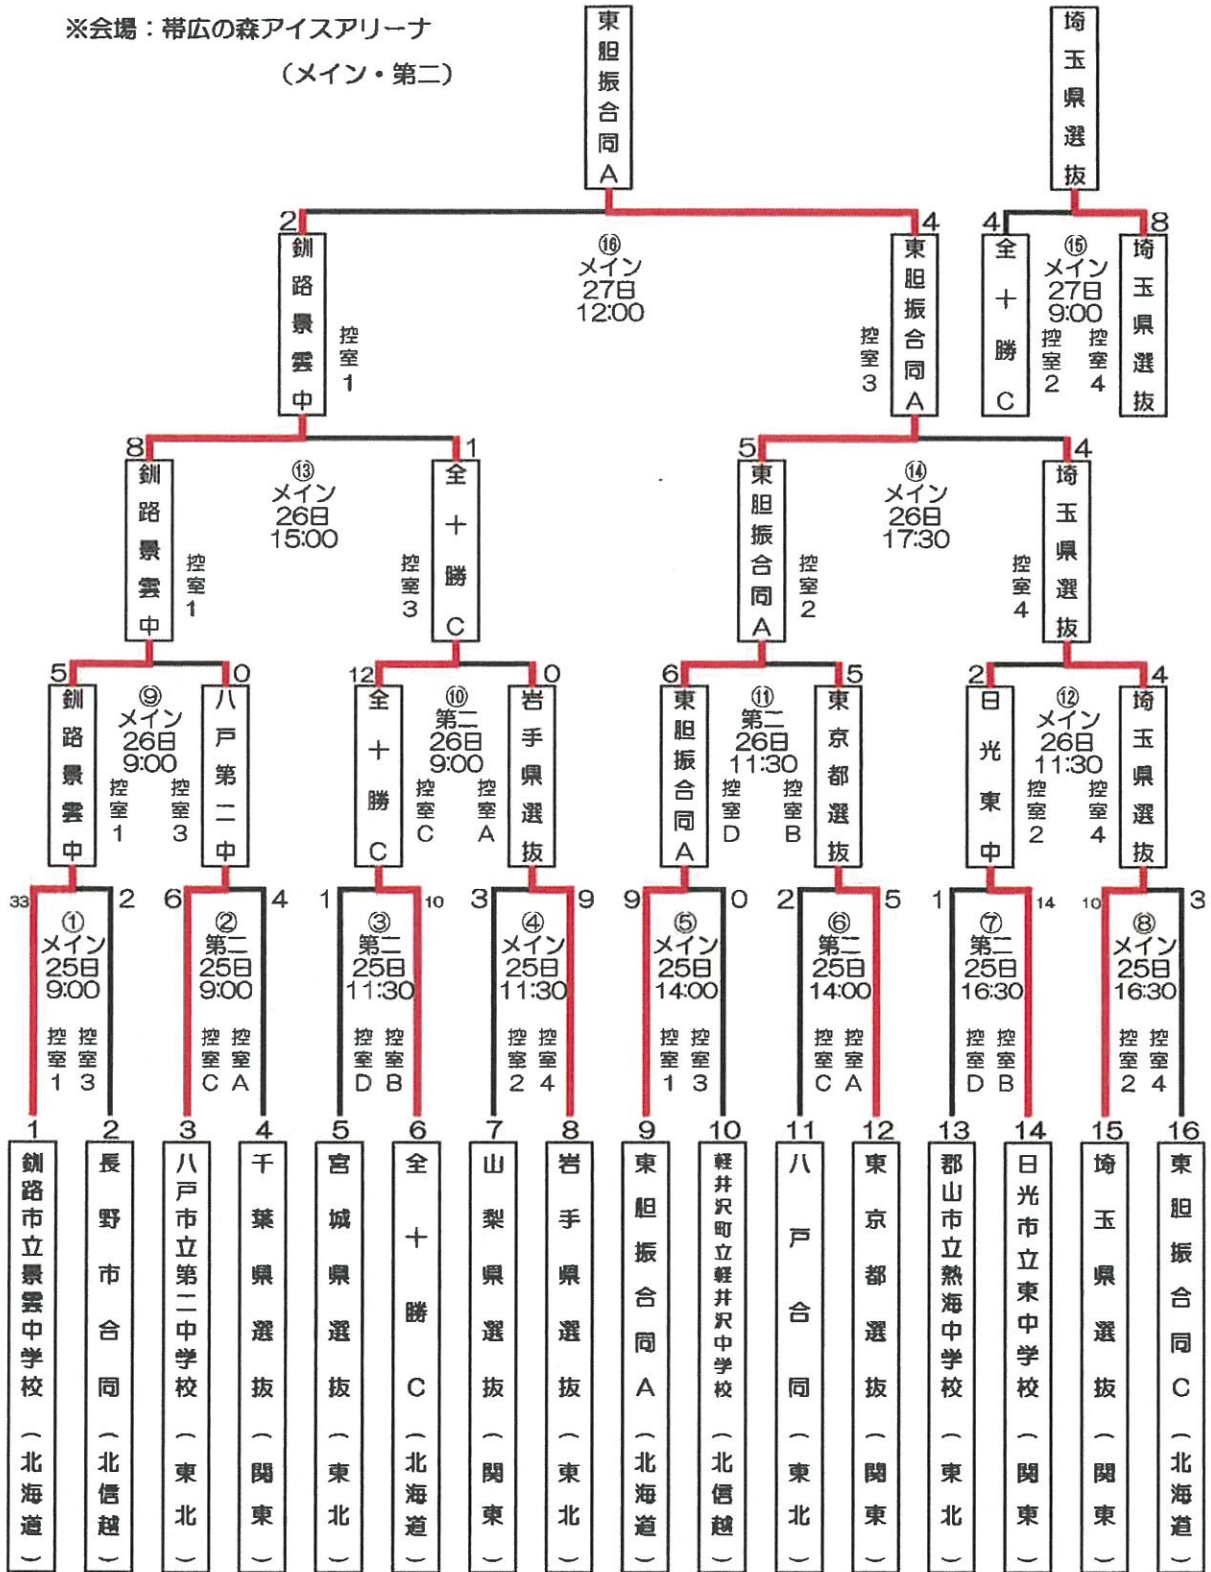 ※会場：帯広の森アイスアリーナ
（メイン・第二）
東胆振合同A
埼玉県選抜
2
4
4
8
釧路景雲中
控室1
⑯
メイン
27日
12:00
控室3
東胆振合同A
全十勝C
⑮
メイン
27日
9:00
控室2
控室4
埼玉県選抜
8
1
5
4
釧路景雲中
控室1
⑬
メイン
26日
15:00
控室3
全十勝C
東胆振合同A
控室2
⑭
メイン
26日
17:30
控室4
埼玉県選抜
5
0
12
0
6
5
2
4
釧路景雲中
⑨
メイン
26日
9:00
控室1
控室3
八戸第二中
全十勝C
⑩
第二
26日
9:00
控室C
控室A
岩手県選抜
東胆振合同A
⑪
第二
26日
11:30
控室D
控室B
東京都選抜
日光東中
⑫
メイン
26日
11:30
控室2
控室4
埼玉県選抜
33
2
6
4
1
10
3
9
9
0
2
5
1
14
10
3
①
メイン
25日
9:00
控室1
控室3
②
第二
25日
9:00
控室C
控室A
③
第二
25日
11:30
控室D
控室B
④
メイン
25日
11:30
控室2
控室4
⑤
メイン
25日
14:00
控室1
控室3
⑥
第二
25日
14:00
控室C
控室A
⑦
第二
25日
16:30
控室D
控室B
⑧
メイン
25日
16:30
控室2
控室4
1
釧路市立景雲中学校（北海道）
2
長野市合同（北信越）
3
八戸市立第二中学校（東北）
4
千葉県選抜（関東）
5
宮城県選抜（東北）
6
全十勝C（北海道）
7
山梨県選抜（関東）
8
岩手県選抜（東北）
9
東胆振合同A（北海道）
10
軽井沢町立軽井沢中学校（北信越）
11
八戸合同（東北）
12
東京都選抜（関東）
13
郡山市立熱海中学校（東北）
14
日光市立東中学校（関東）
15
埼玉県選抜（関東）
16
東胆振合同C（北海道）